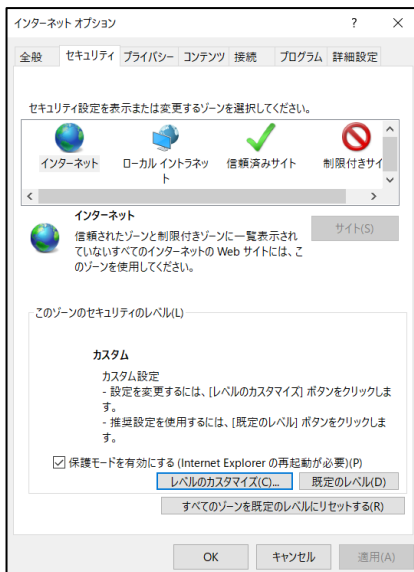 インターネット オプション
? ×
全般 セキュリティ プライバシー コンテンツ 接続 プログラム 詳細設定
セキュリティ設定を表示または変更するゾーンを選択してください。
インターネット ローカル イントラネッ 信頼済みサイト 制限付きサイ
ト
インターネット
サイト(S)
信頼されたゾーンと制限付きゾーンに一覧表示され
ていないすべてのインターネットの Web サイトには、こ
のゾーンを使用してください。
このゾーンのセキュリティのレベル(L)
カスタム
カスタム設定
- 設定を変更するには、[レベルのカスタマイズ] ボタンをクリックしま
す。
- 推奨設定を使用するには、[既定のレベル] ボタンをクリックしま
す。
保護モードを有効にする (Internet Explorer の再起動が必要)(P)
レベルのカスタマイズ(C)... 既定のレベル(D)
すべてのゾーンを既定のレベルにリセットする(R)
OK キャンセル 適用(A)